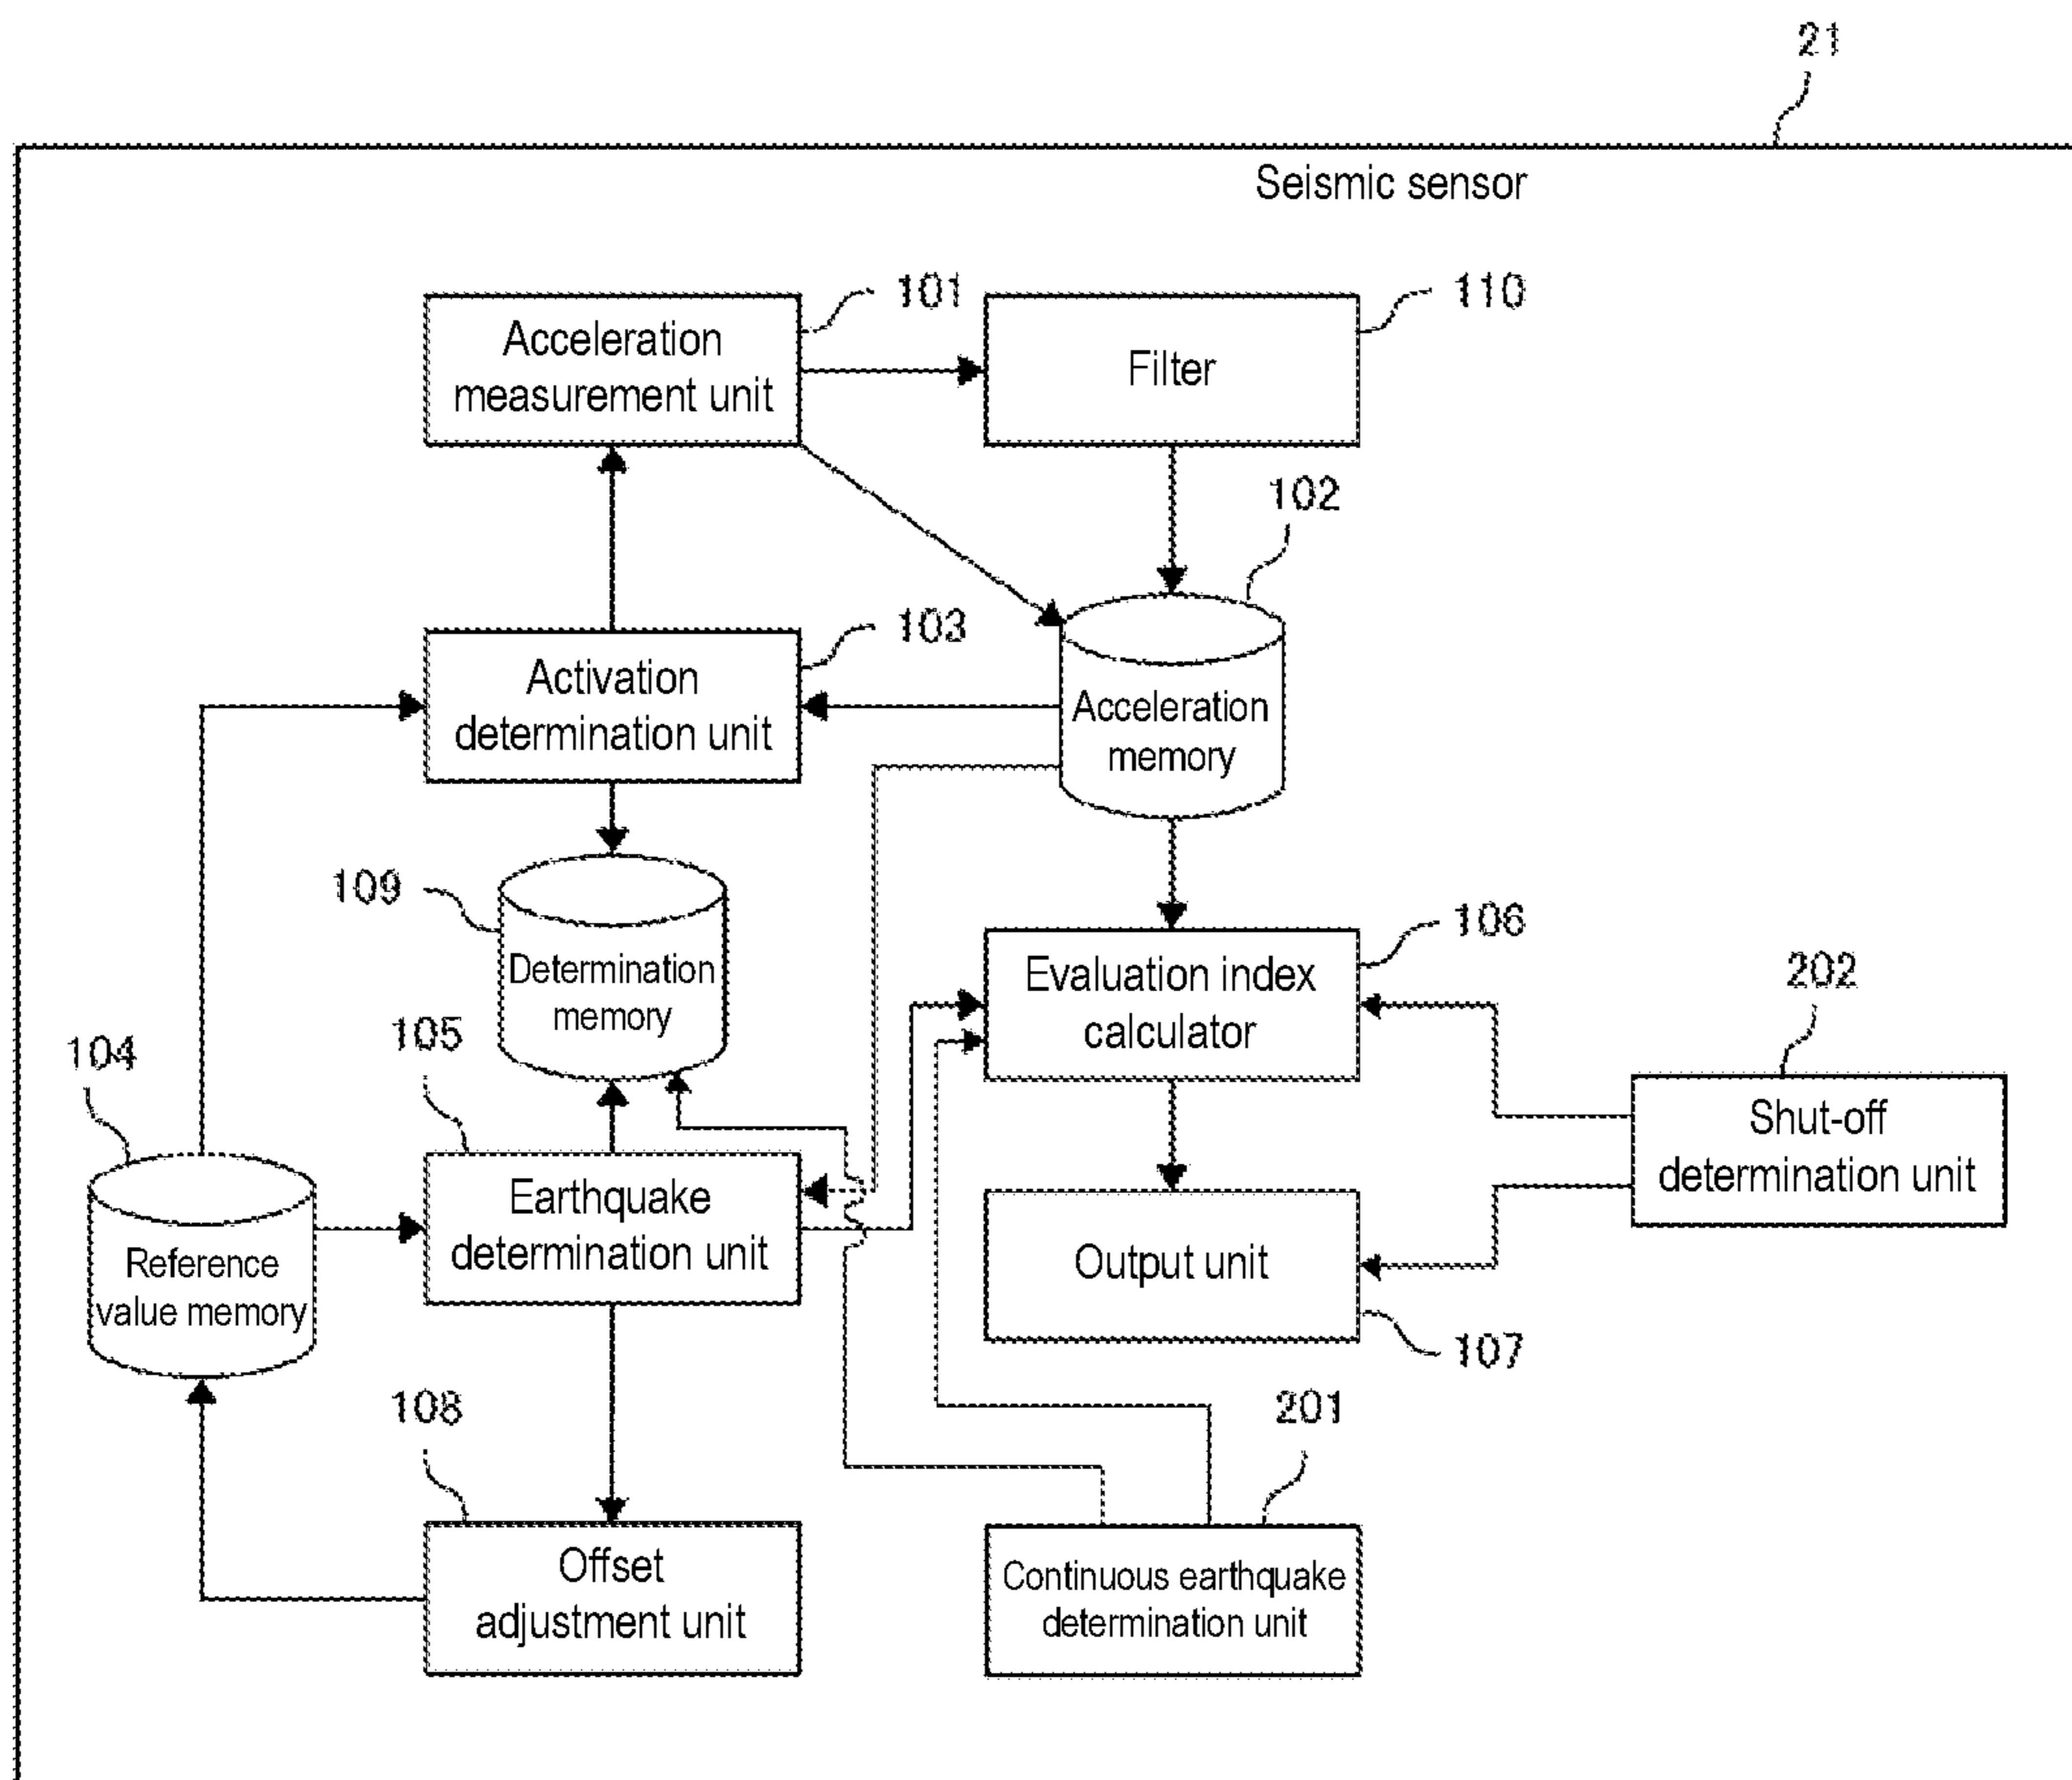 21
Seismic sensor
101
110
Acceleration
measurement unit
Filter
102
103
Activation
determination unit
Acceleration
memory
109
Determination
memory
106
Evaluation index
calculator
202
105
104
Shut-off
determination unit
Earthquake
determination unit
Output unit
Reference
value memory
107
108
201
Offset
adjustment unit
Continuous earthquake
determination unit